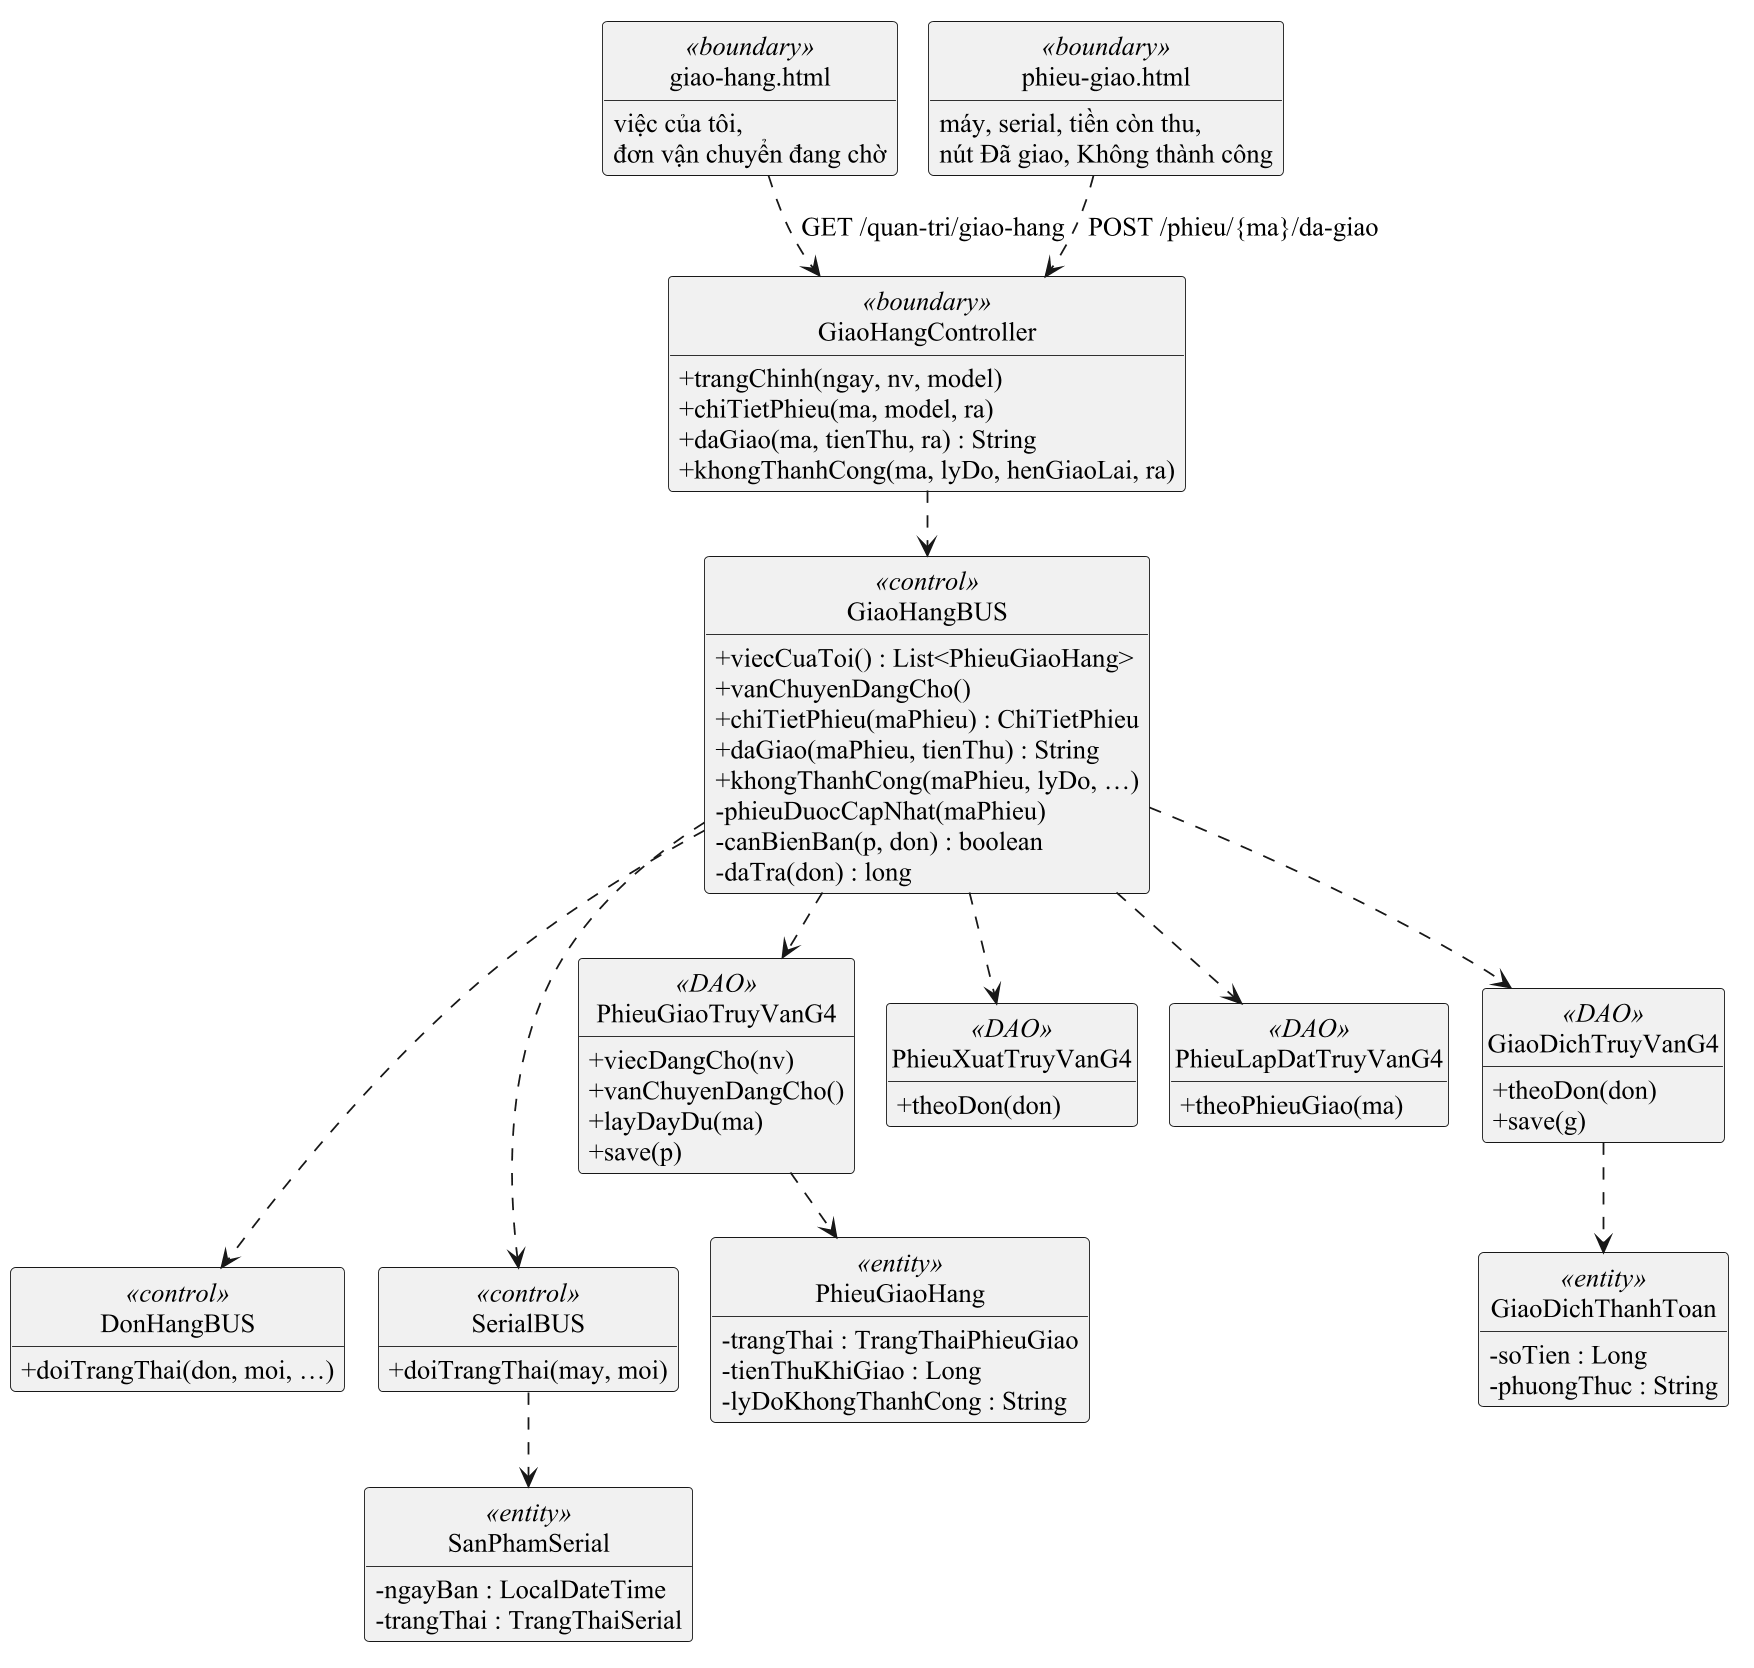 «boundary»
giao-hang.html
việc của tôi,
đơn vận chuyển đang chờ
«boundary»
phieu-giao.html
máy, serial, tiền còn thu,
nút Đã giao, Không thành công
GET /quan-tri/giao-hang
POST /phieu/{ma}/da-giao
«boundary»
GiaoHangController
+trangChinh(ngay, nv, model)
+chiTietPhieu(ma, model, ra)
+daGiao(ma, tienThu, ra) : String
+khongThanhCong(ma, lyDo, henGiaoLai, ra)
«control»
GiaoHangBUS
+viecCuaToi() : List<PhieuGiaoHang>
+vanChuyenDangCho()
+chiTietPhieu(maPhieu) : ChiTietPhieu
+daGiao(maPhieu, tienThu) : String
+khongThanhCong(maPhieu, lyDo, …)
-phieuDuocCapNhat(maPhieu)
-canBienBan(p, don) : boolean
-daTra(don) : long
«DAO»
PhieuGiaoTruyVanG4
+viecDangCho(nv)
+vanChuyenDangCho()
+layDayDu(ma)
+save(p)
«DAO»
PhieuXuatTruyVanG4
+theoDon(don)
«DAO»
PhieuLapDatTruyVanG4
+theoPhieuGiao(ma)
«DAO»
GiaoDichTruyVanG4
+theoDon(don)
+save(g)
«control»
DonHangBUS
+doiTrangThai(don, moi, …)
«control»
SerialBUS
+doiTrangThai(may, moi)
«entity»
PhieuGiaoHang
-trangThai : TrangThaiPhieuGiao
-tienThuKhiGiao : Long
-lyDoKhongThanhCong : String
«entity»
GiaoDichThanhToan
-soTien : Long
-phuongThuc : String
«entity»
SanPhamSerial
-ngayBan : LocalDateTime
-trangThai : TrangThaiSerial